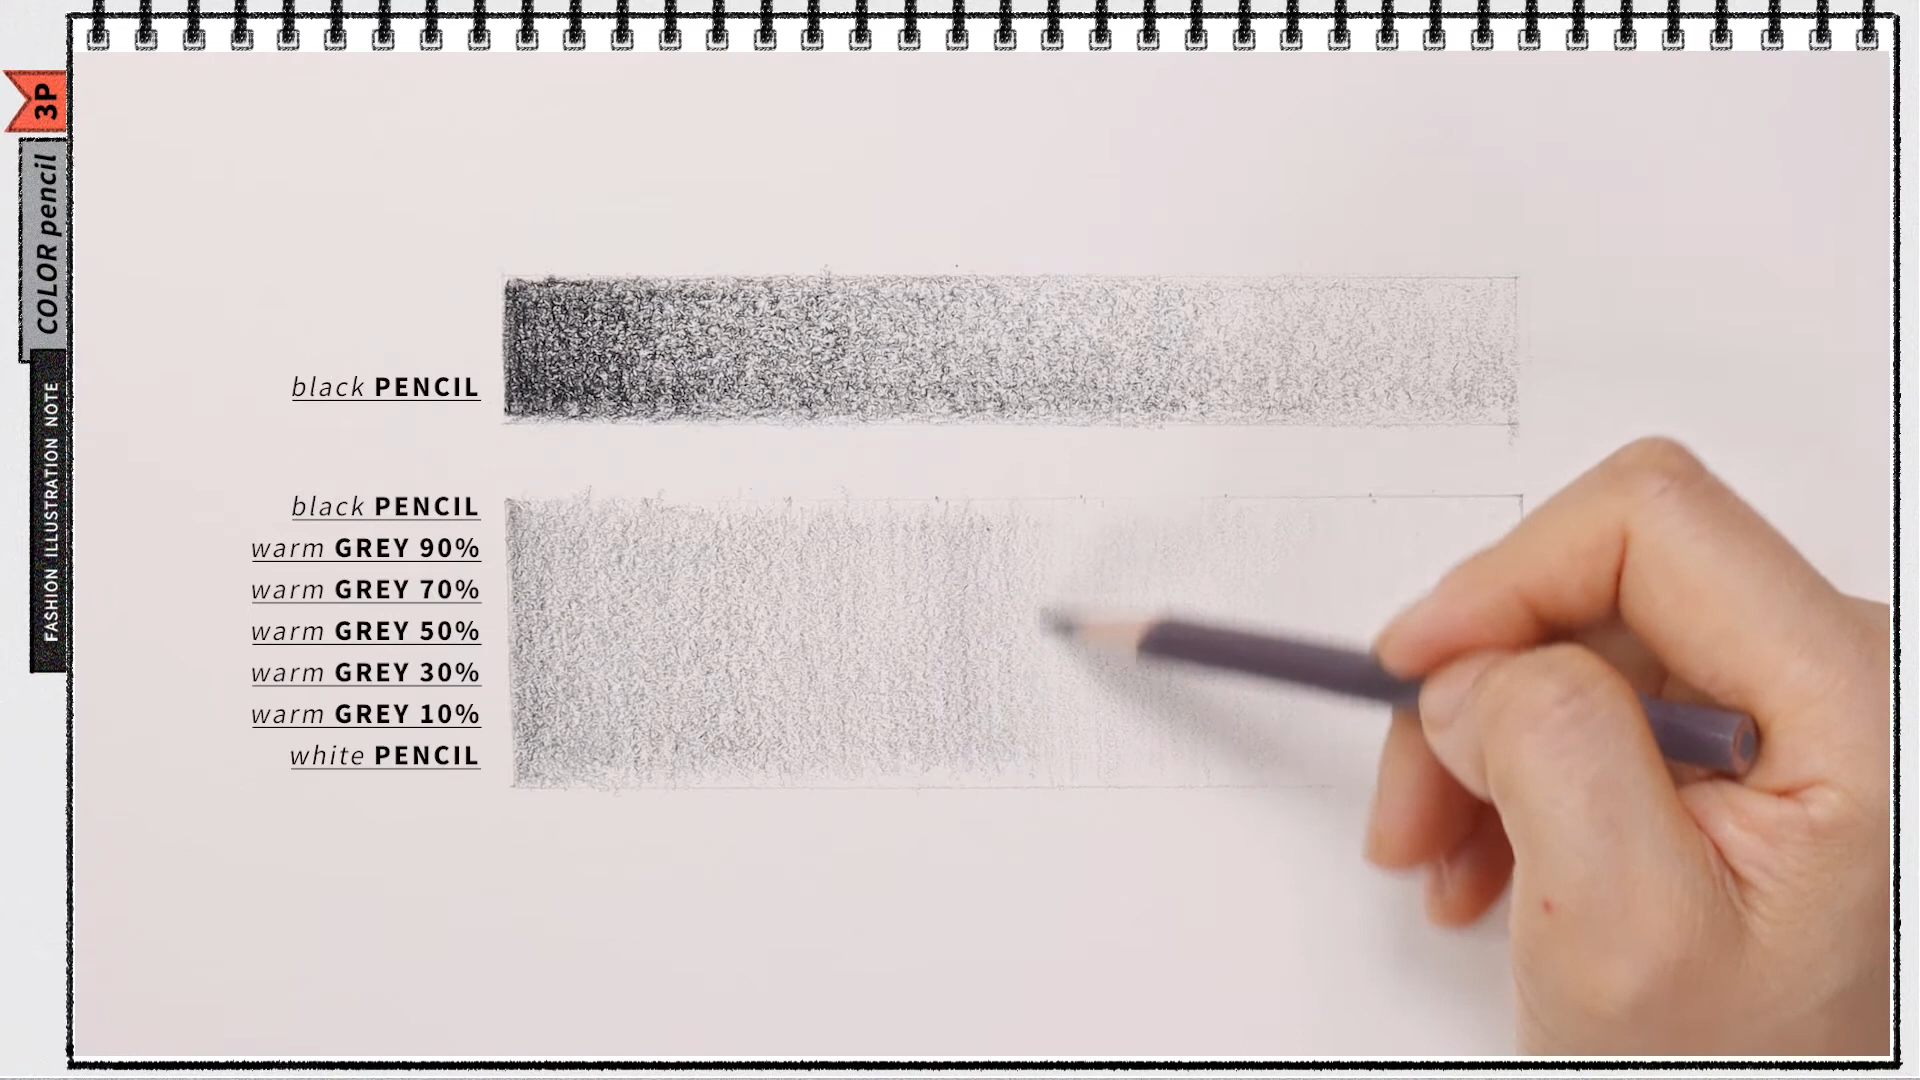 3P
COLOR pencil
FASHION ILLUSTRATION NOTE
black PENCIL
black PENCIL
warm GREY 90%
warm GREY 70%
warm GREY 50%
warm GREY 30%
warm GREY 10%
white PENCIL